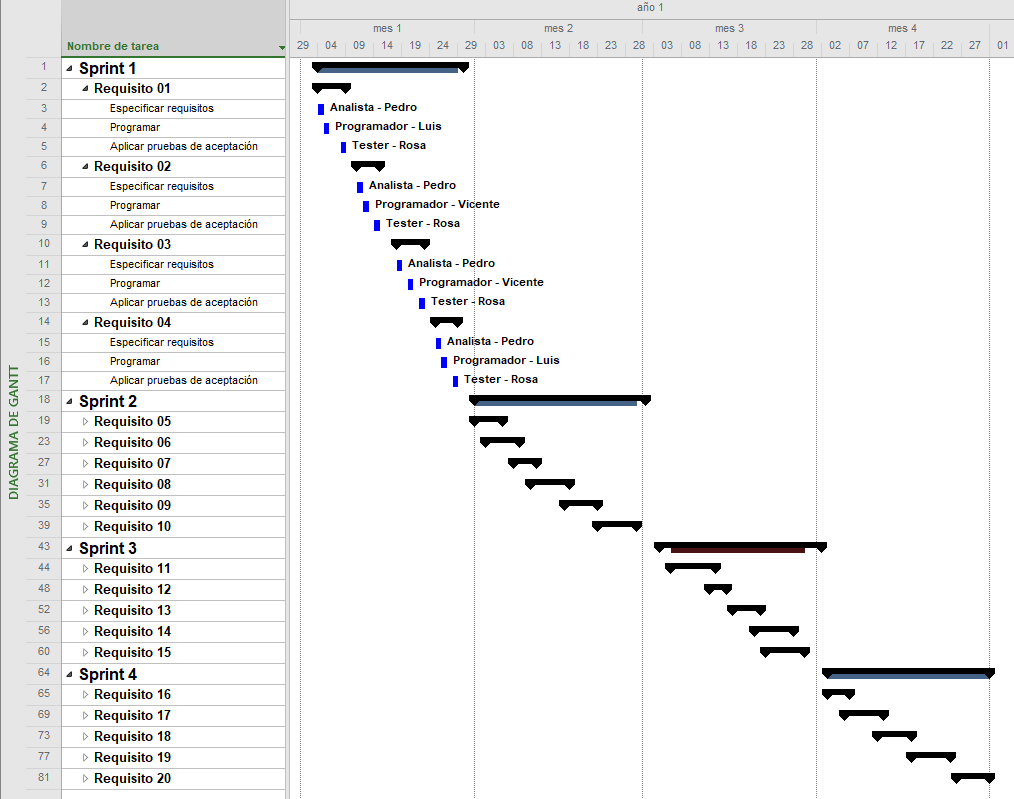 año 1
mes 1 mes 2 mes 3 mes 4
Nombre de tarea 29 04 09 14 19 24 29 03 08 13 18 23 28 03 08 13 18 23 28 02 07 12 17 22 27 01
1 Sprint 1
2 Requisito 01
3 Especificar requisitos Analista - Pedro
4 Programar Programador - Luis
5 Aplicar pruebas de aceptación Tester - Rosa
6 Requisito 02
7 Especificar requisitos Analista - Pedro
8 Programar Programador - Vicente
9 Aplicar pruebas de aceptación Tester - Rosa
10 Requisito 03
11 Especificar requisitos Analista - Pedro
12 Programar Programador - Vicente
13 Aplicar pruebas de aceptación Tester - Rosa
14 Requisito 04
15 Especificar requisitos Analista - Pedro
16 Programar Programador - Luis
17 Aplicar pruebas de aceptación Tester - Rosa
18 Sprint 2
19 Requisito 05
23 Requisito 06
27 Requisito 07
31 Requisito 08
35 Requisito 09
39 Requisito 10
43 Sprint 3
44 Requisito 11
48 Requisito 12
52 Requisito 13
56 Requisito 14
60 Requisito 15
64 Sprint 4
65 Requisito 16
69 Requisito 17
73 Requisito 18
77 Requisito 19
81 Requisito 20
DIAGRAMA DE GANTT